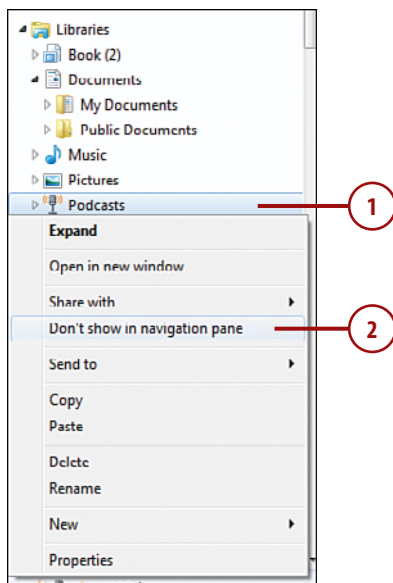 Libraries
Book (2)
Documents
My Documents
Public Documents
Music
Pictures
Podcasts
1
Expand
Open in new window
Share with
Don't show in navigation pane
2
Send to
Copy
Paste
Delete
Rename
New
Properties